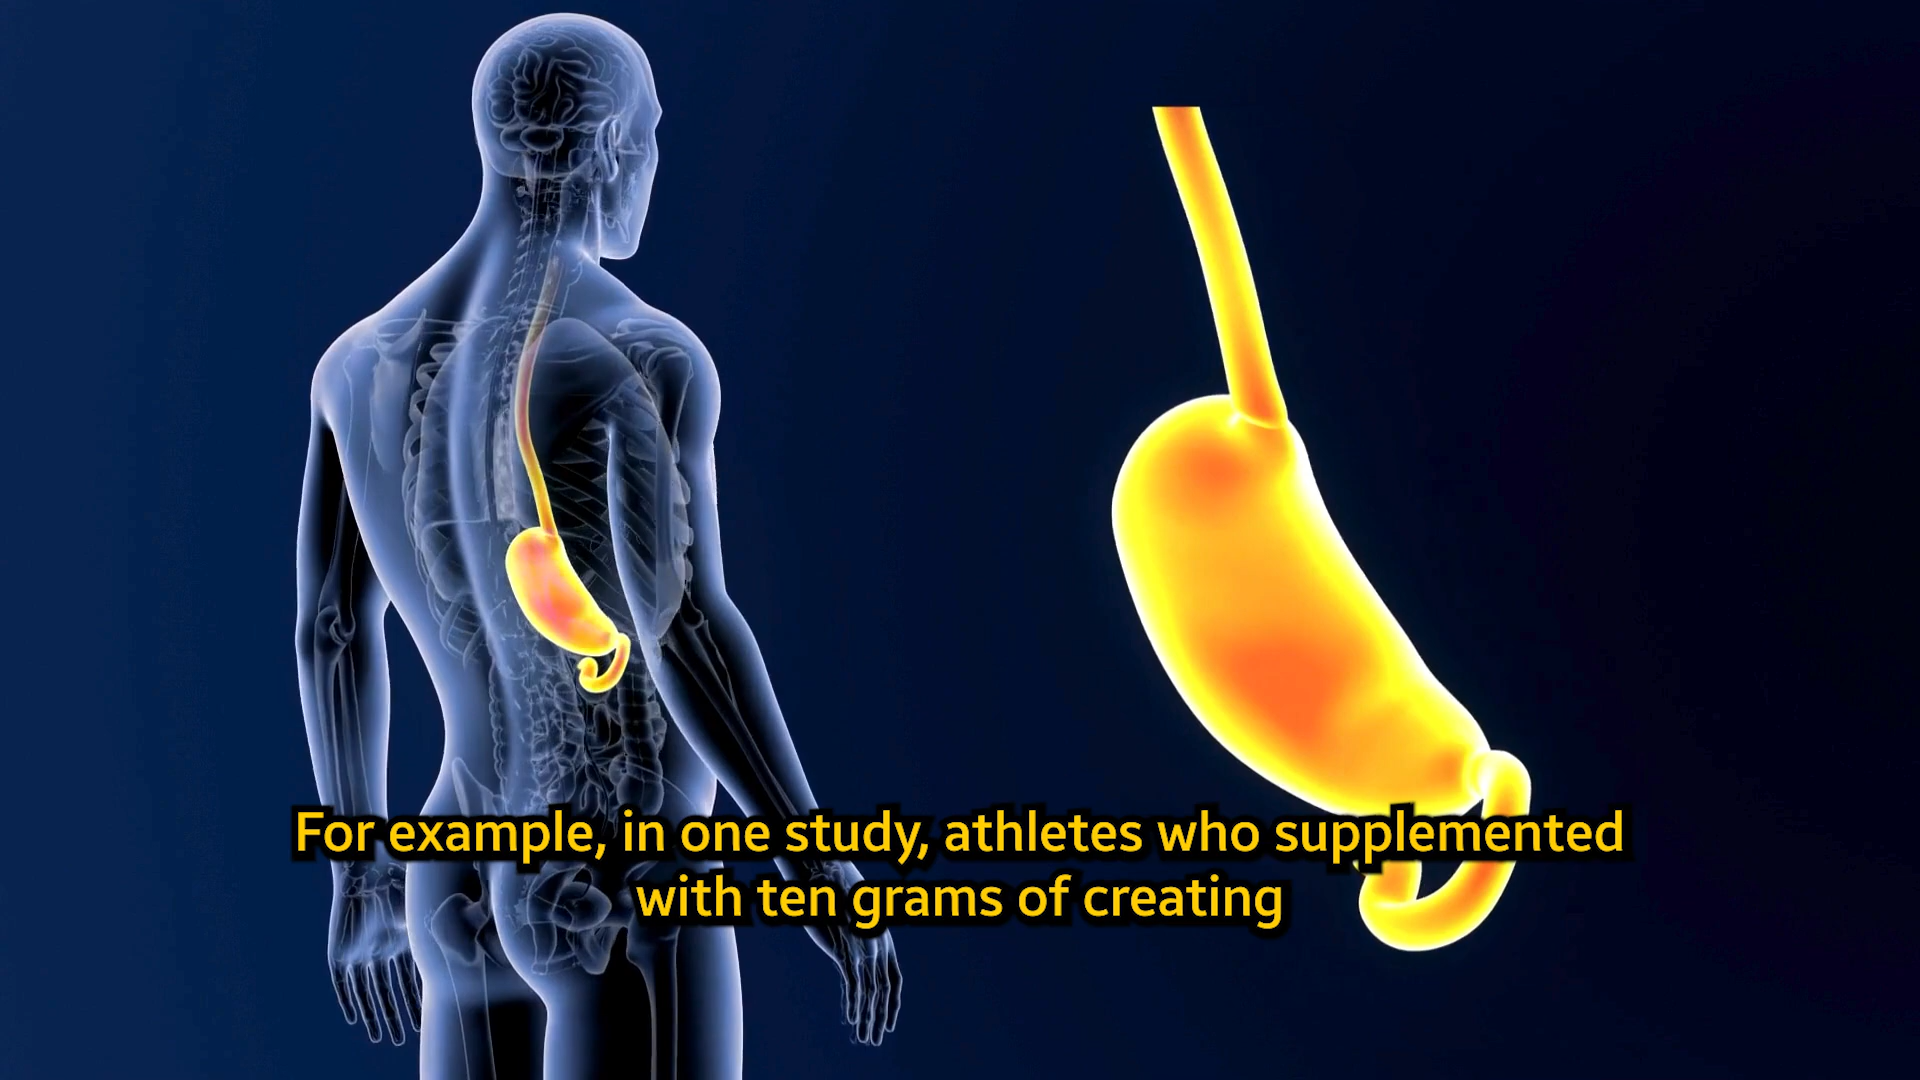 For example, in one study, athletes who supplemented
with ten grams of creating